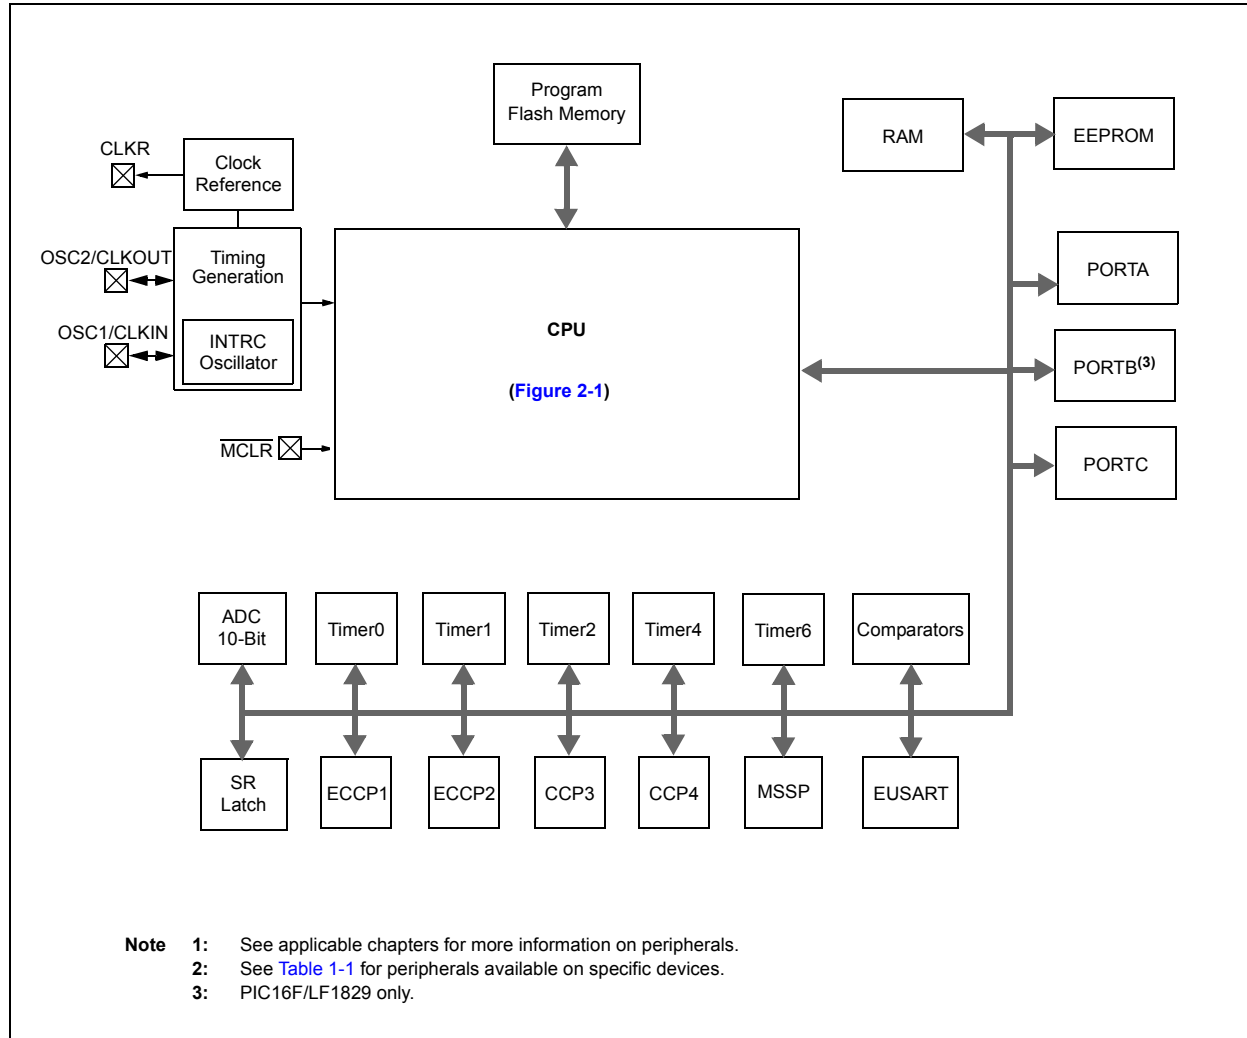 Program
Flash Memory
RAM
EEPROM
CLKR
Clock
Reference
OSC2/CLKOUT
Timing
Generation
PORTA
OSC1/CLKIN
INTRC
Oscillator
CPU
(Figure 2-1)
PORTB(3)
MCLR
PORTC
ADC
10-Bit
Timer0
Timer1
Timer2
Timer4
Timer6
Comparators
SR
Latch
ECCP1
ECCP2
CCP3
CCP4
MSSP
EUSART
Note 1: See applicable chapters for more information on peripherals.
2: See Table 1-1 for peripherals available on specific devices.
3: PIC16F/LF1829 only.